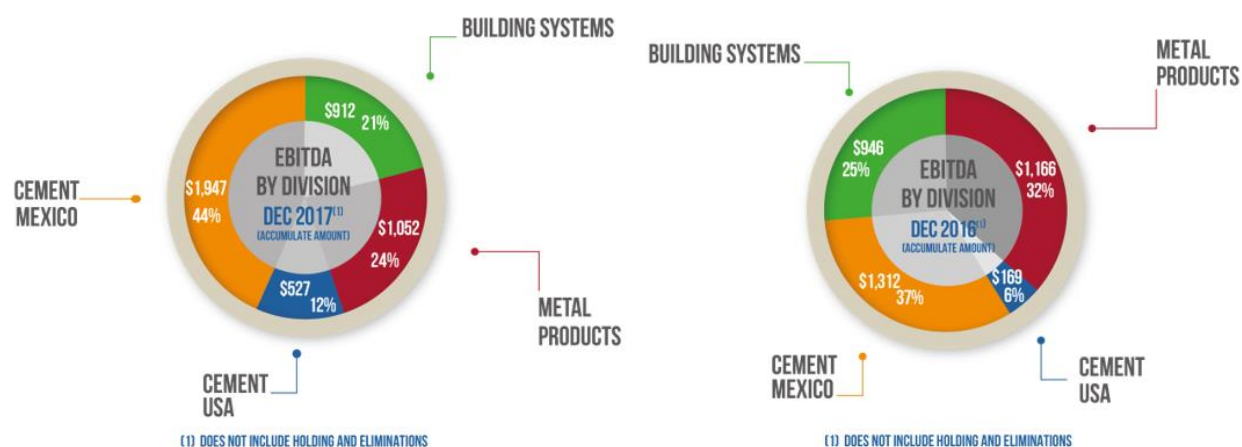 BUILDING SYSTEMS
$912
21%
CEMENT
MEXICO
$1,947
44%
EBITDA
BY DIVISION
DEC 2017(1)
(ACCUMULATE AMOUNT)
$1,052
24%
$527
12%
METAL
PRODUCTS
CEMENT
USA
(1) DOES NOT INCLUDE HOLDING AND ELIMINATIONS
BUILDING SYSTEMS
METAL
PRODUCTS
$946
25%
EBITDA
BY DIVISION
DEC 2016(1)
(ACCUMULATE AMOUNT)
$1,166
32%
$1,312
37%
$169
6%
CEMENT
MEXICO
CEMENT
USA
(1) DOES NOT INCLUDE HOLDING AND ELIMINATIONS